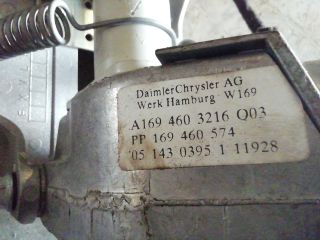 DaimlerChrysler AG
Werk Hamburg W169
A169 460 3216 Q03
PP 169 460 574
'05 143 0395 1 11928